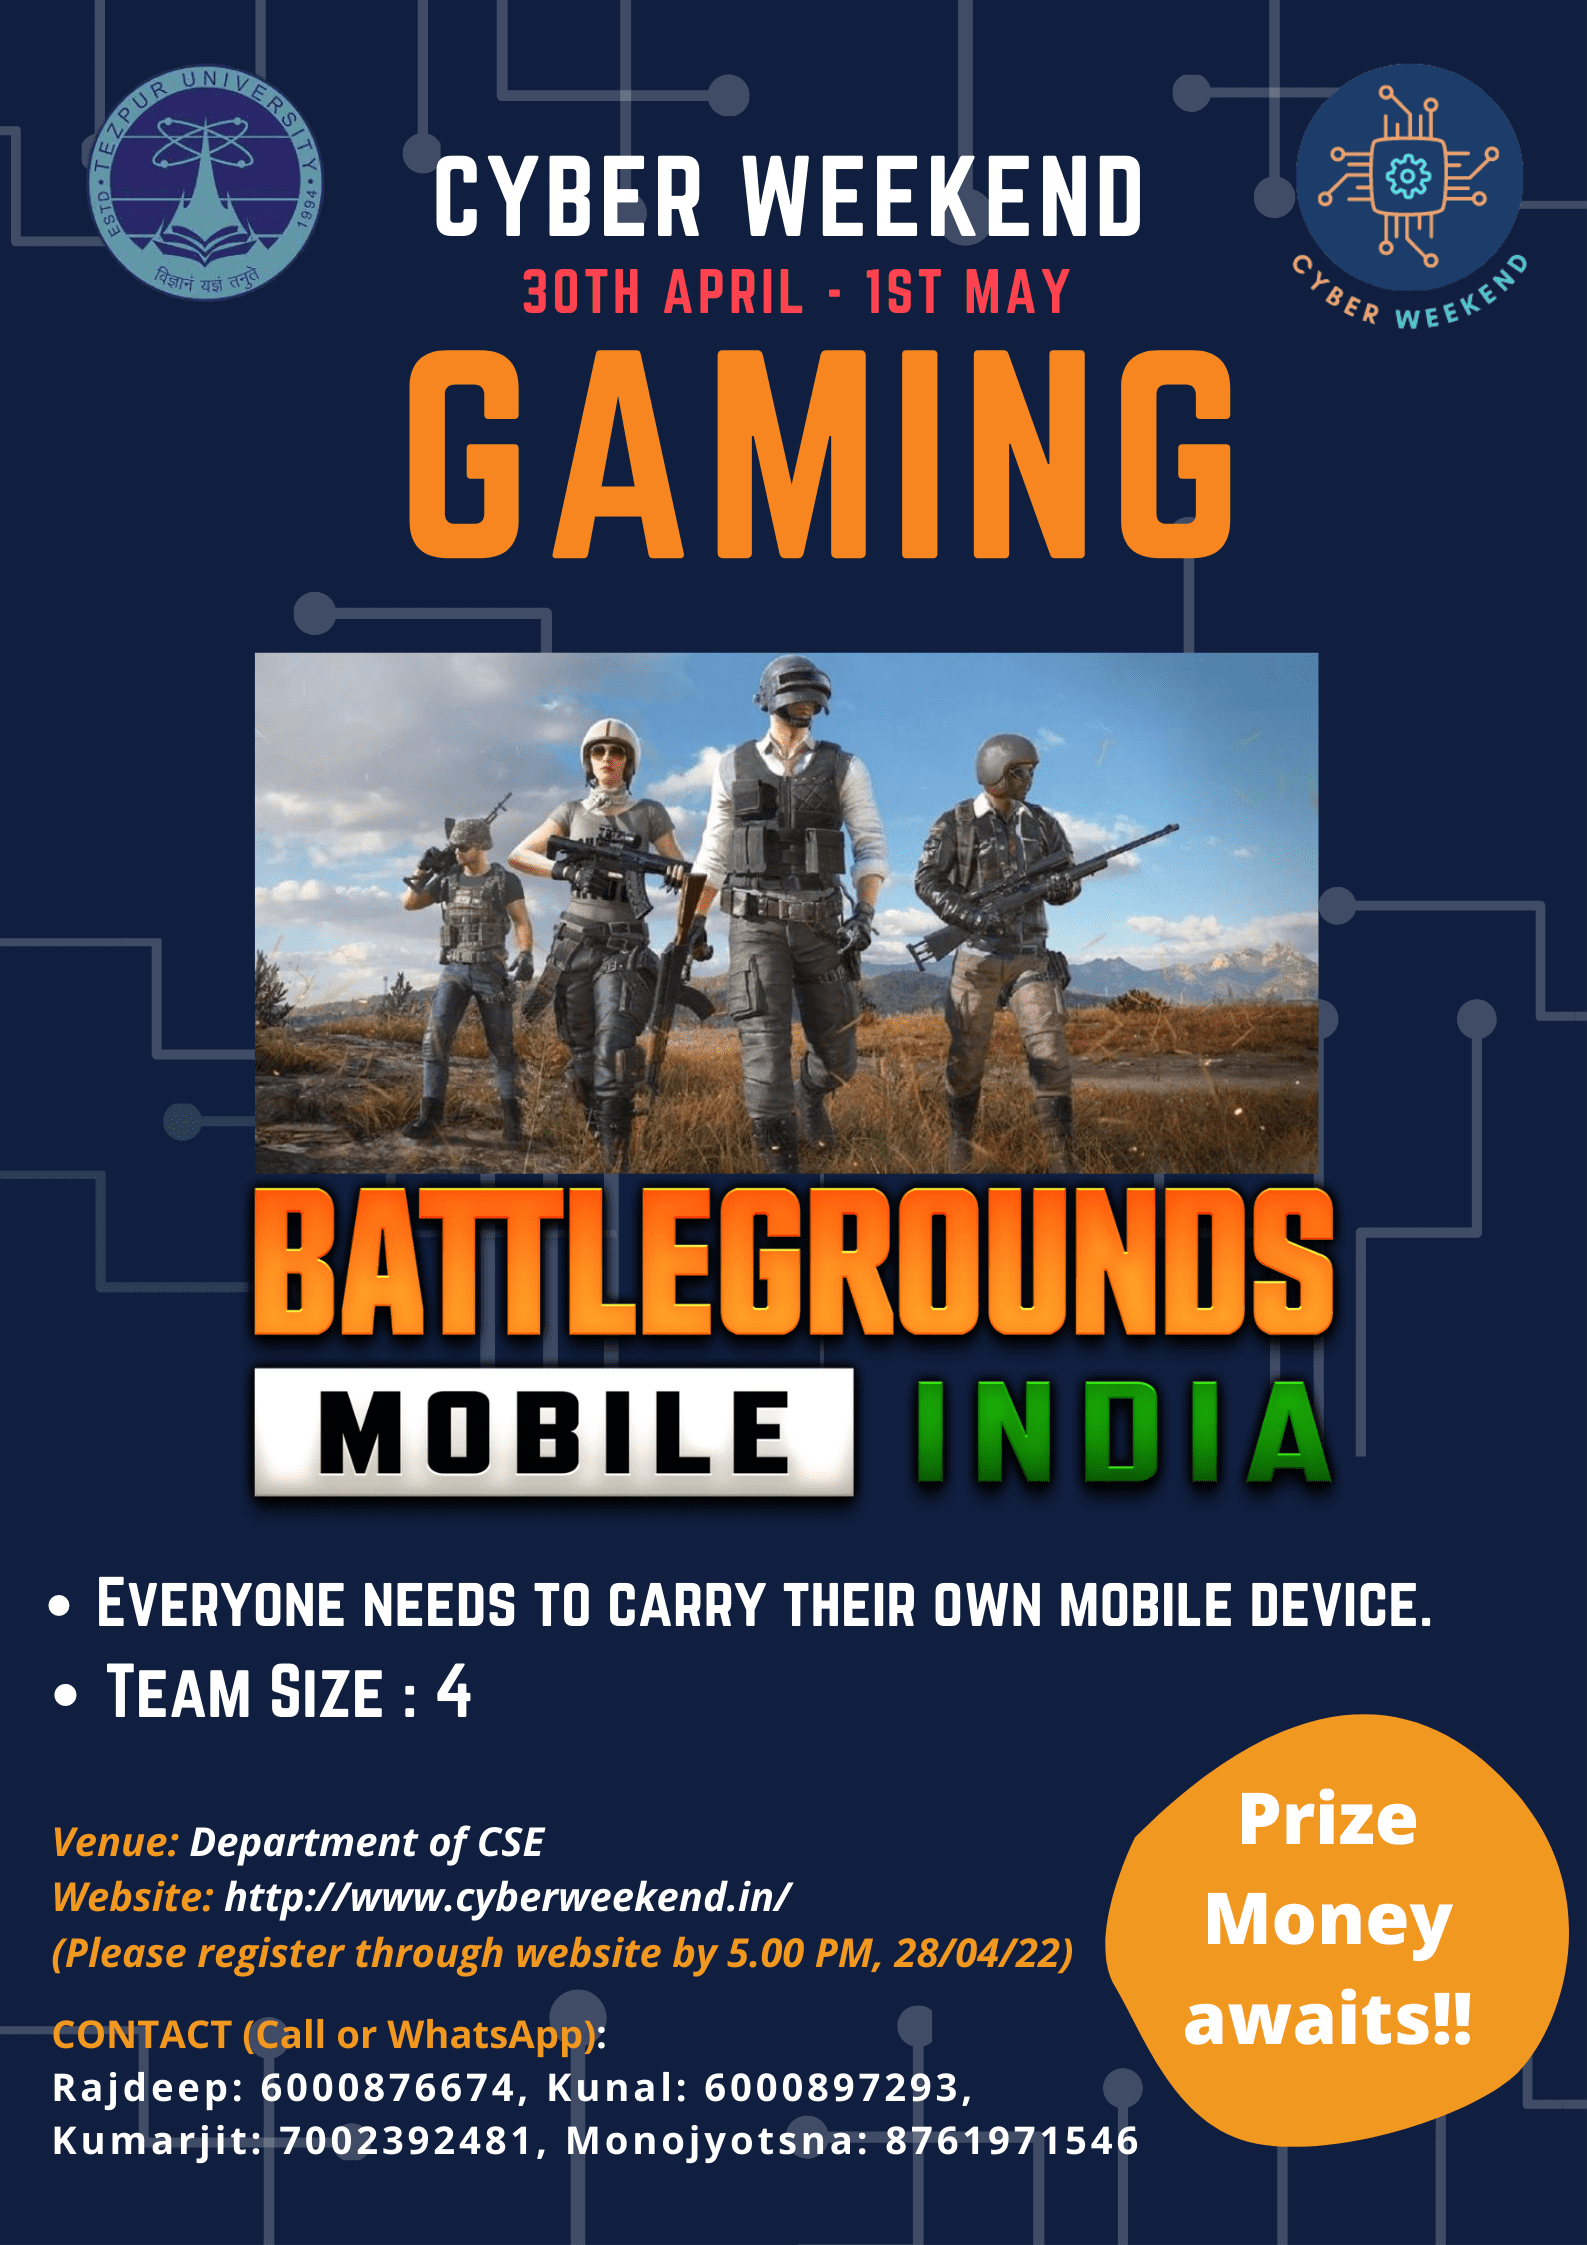 TEZPUR UNIVERSITY
ESTD· ·1994
विज्ञानं यज्ञं तनुते
CYBER WEEKEND
CYBER WEEKEND
30TH APRIL - 1ST MAY
GAMING
BATTLEGROUNDS
MOBILE INDIA
• EVERYONE NEEDS TO CARRY THEIR OWN MOBILE DEVICE.
• TEAM SIZE : 4
Prize
Money
awaits!!
Venue: Department of CSE
Website: http://www.cyberweekend.in/
(Please register through website by 5.00 PM, 28/04/22)
CONTACT (Call or WhatsApp):
Rajdeep: 6000876674, Kunal: 6000897293,
Kumarjit: 7002392481, Monojyotsna: 8761971546